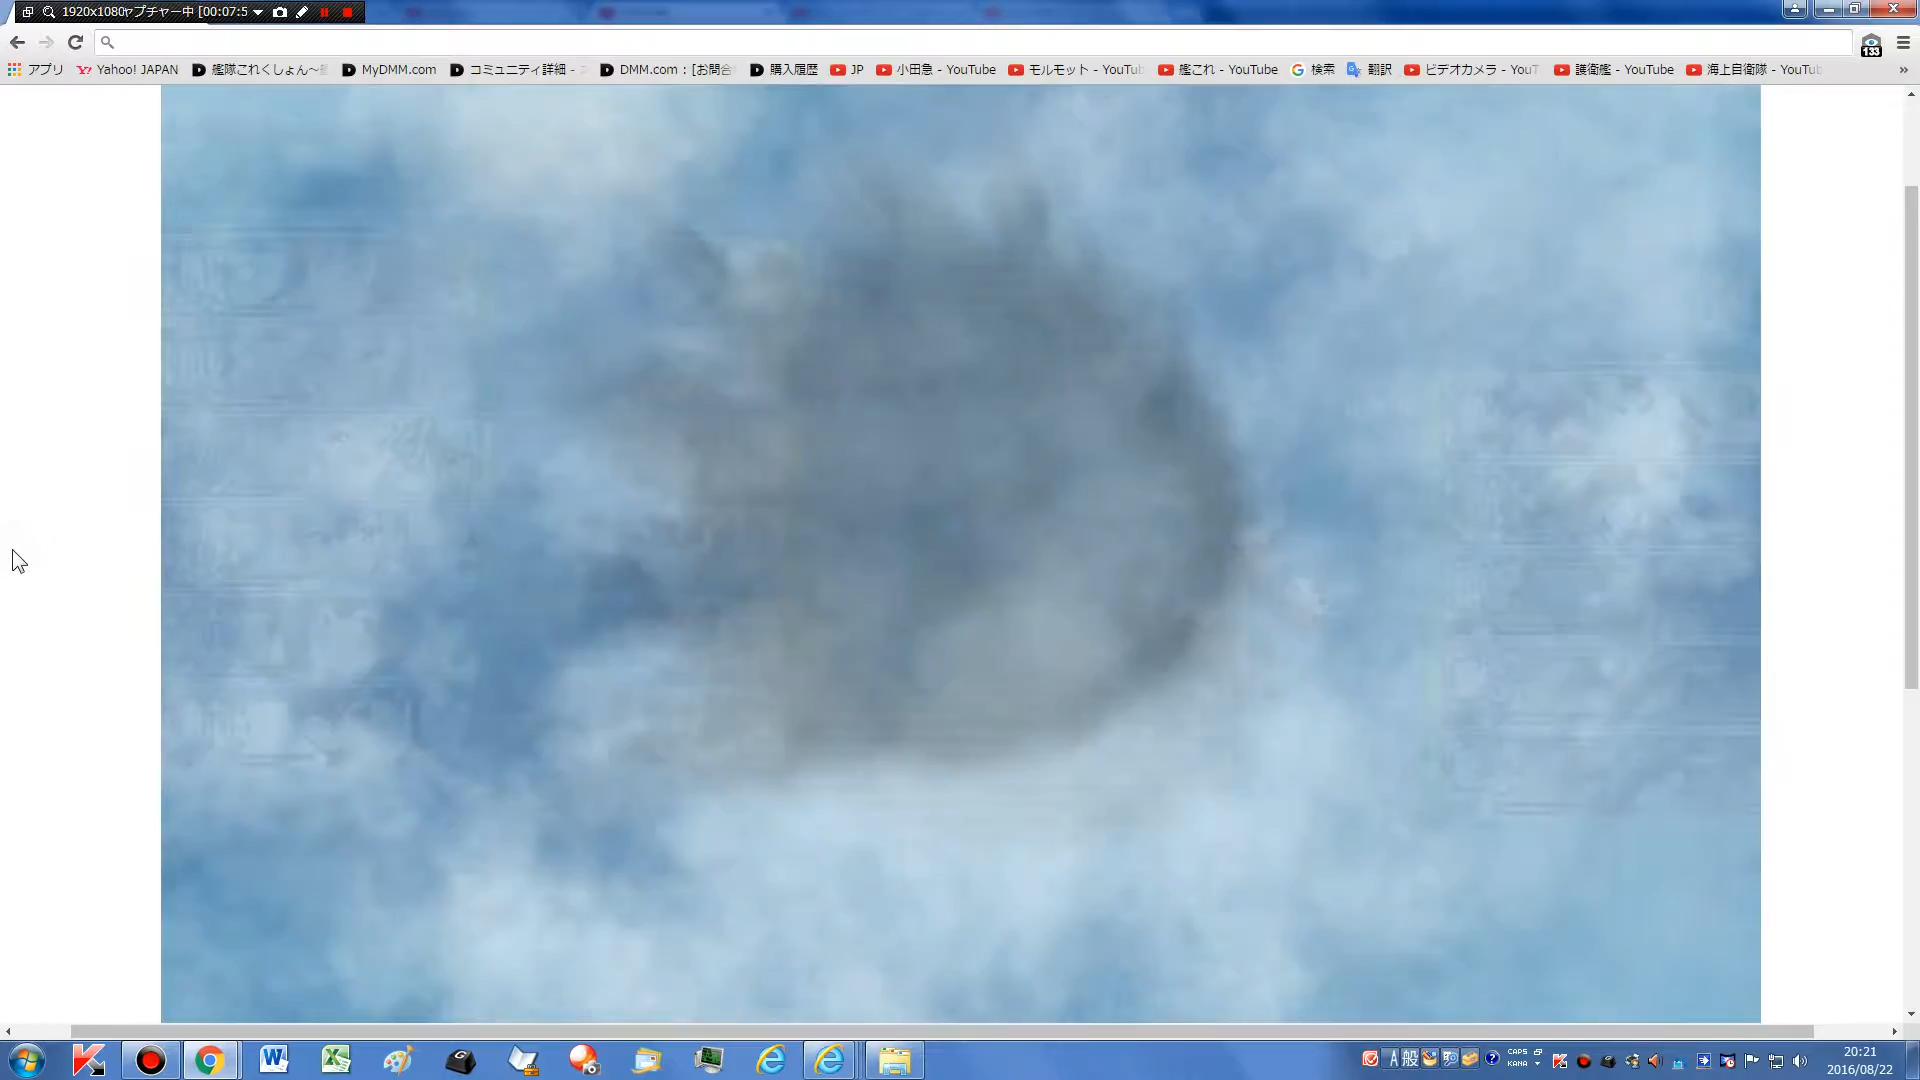 1920x1080ャプチャー中 [00:07:5
133
アプリ Yahoo! JAPAN 艦隊これくしょん～ MyDMM.com コミュニティ詳細 - DMM.com : [お問合 購入履歴 JP 小田急 - YouTube モルモット - YouTub 艦これ - YouTube 検索 翻訳 ビデオカメラ - YouT 護衛艦 - YouTube 海上自衛隊 - YouTub
A 般 CAPS
KANA
20:21
2016/08/22